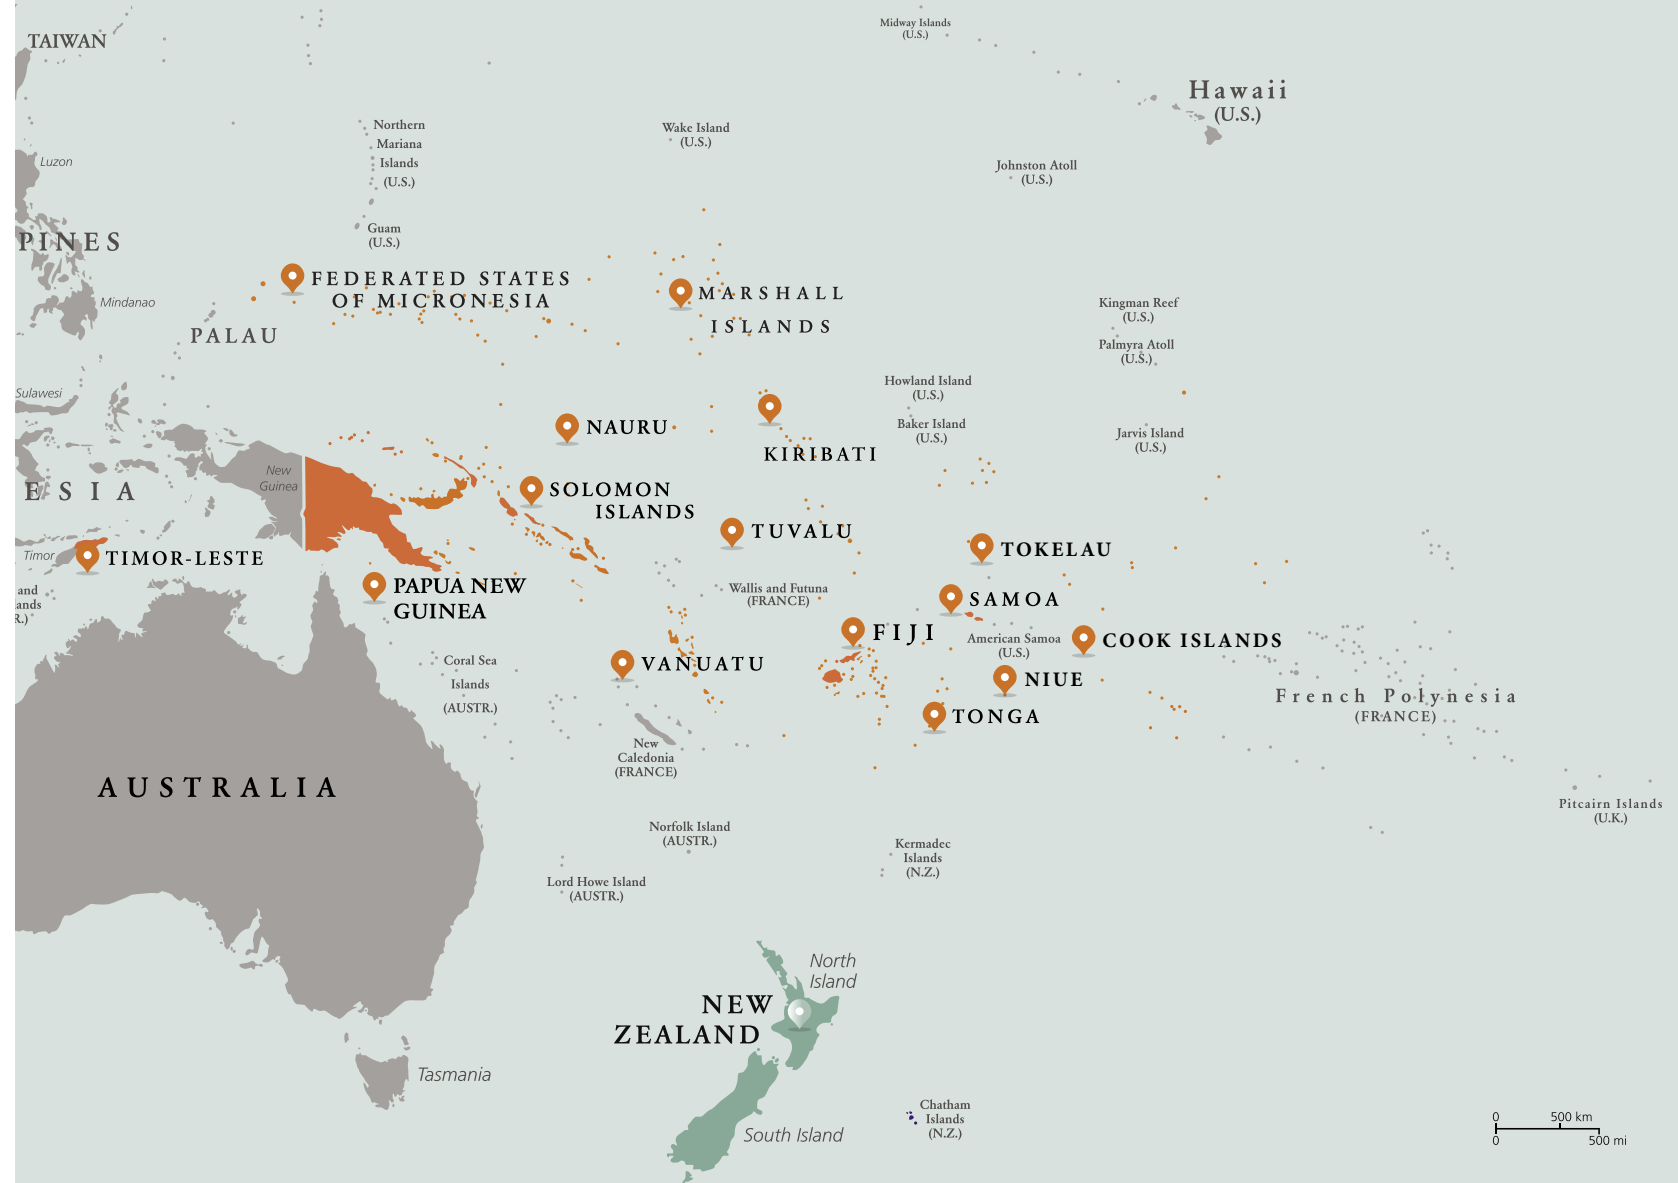 Midway Islands
(U.S.)
TAIWAN
Hawaii
(U.S.)
Northern
Mariana
Islands
(U.S.)
Wake Island
(U.S.)
Johnston Atoll
(U.S.)
Luzon
Guam
(U.S.)
PINES
FEDERATED STATES
OF MICRONESIA
MARSHALL
ISLANDS
Mindanao
Kingman Reef
(U.S.)
PALAU
Palmyra Atoll
(U.S.)
Sulawesi
Howland Island
(U.S.)
Baker Island
(U.S.)
Jarvis Island
(U.S.)
NAURU
KIRIBATI
New
Guinea
ESIA
SOLOMON
ISLANDS
TUVALU
TOKELAU
Timor
TIMOR-LESTE
and
ands
R.)
PAPUA NEW
GUINEA
Wallis and Futuna
(FRANCE)
SAMOA
FIJI
American Samoa
(U.S.)
COOK ISLANDS
Coral Sea
Islands
(AUSTR.)
VANUATU
NIUE
French Polynesia
(FRANCE)
TONGA
New
Caledonia
(FRANCE)
AUSTRALIA
Pitcairn Islands
(U.K.)
Norfolk Island
(AUSTR.)
Kermadec
Islands
(N.Z.)
Lord Howe Island
(AUSTR.)
North
Island
NEW
ZEALAND
Tasmania
Chatham
Islands
(N.Z.)
South Island
0 500 km
0 500 mi